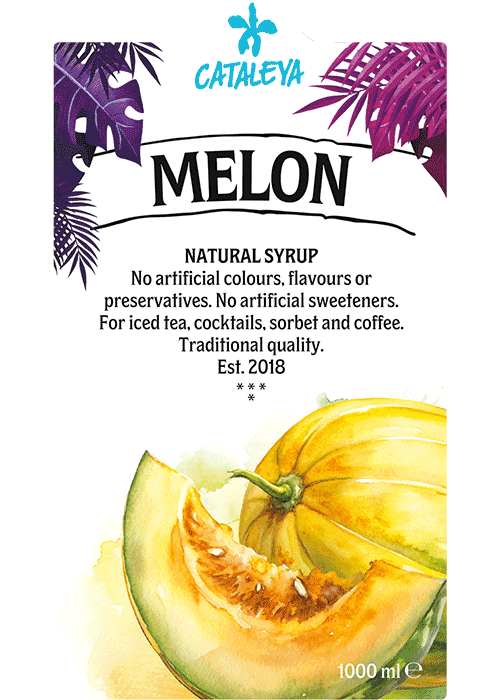 CATALEYA
MELON
NATURAL SYRUP
No artificial colours, flavours or
preservatives. No artificial sweeteners.
For iced tea, cocktails, sorbet and coffee.
Traditional quality.
Est. 2018
* * *
*
1000 ml ℮